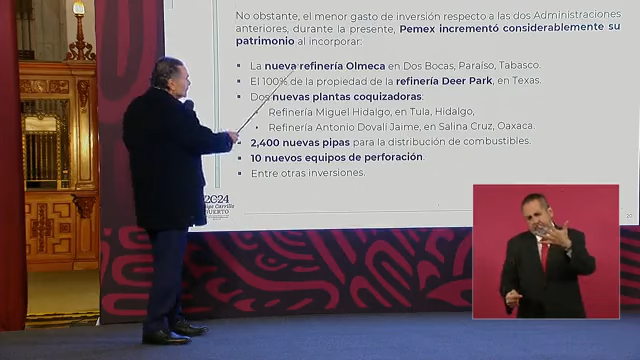 No obstante, el menor gasto de inversión respecto a las dos Administraciones
anteriores, durante la presente, Pemex incrementó considerablemente su
patrimonio al incorporar:
La nueva refinería Olmeca en Dos Bocas, Paraíso, Tabasco.
El 100% de la propiedad de la refinería Deer Park, en Texas.
Dos nuevas plantas coquizadoras:
Refinería Miguel Hidalgo, en Tula, Hidalgo,
Refinería Antonio Dovalí Jaime, en Salina Cruz, Oaxaca.
2,400 nuevas pipas para la distribución de combustibles.
10 nuevos equipos de perforación.
Entre otras inversiones.
2024
Carrillo
PUERTO
20